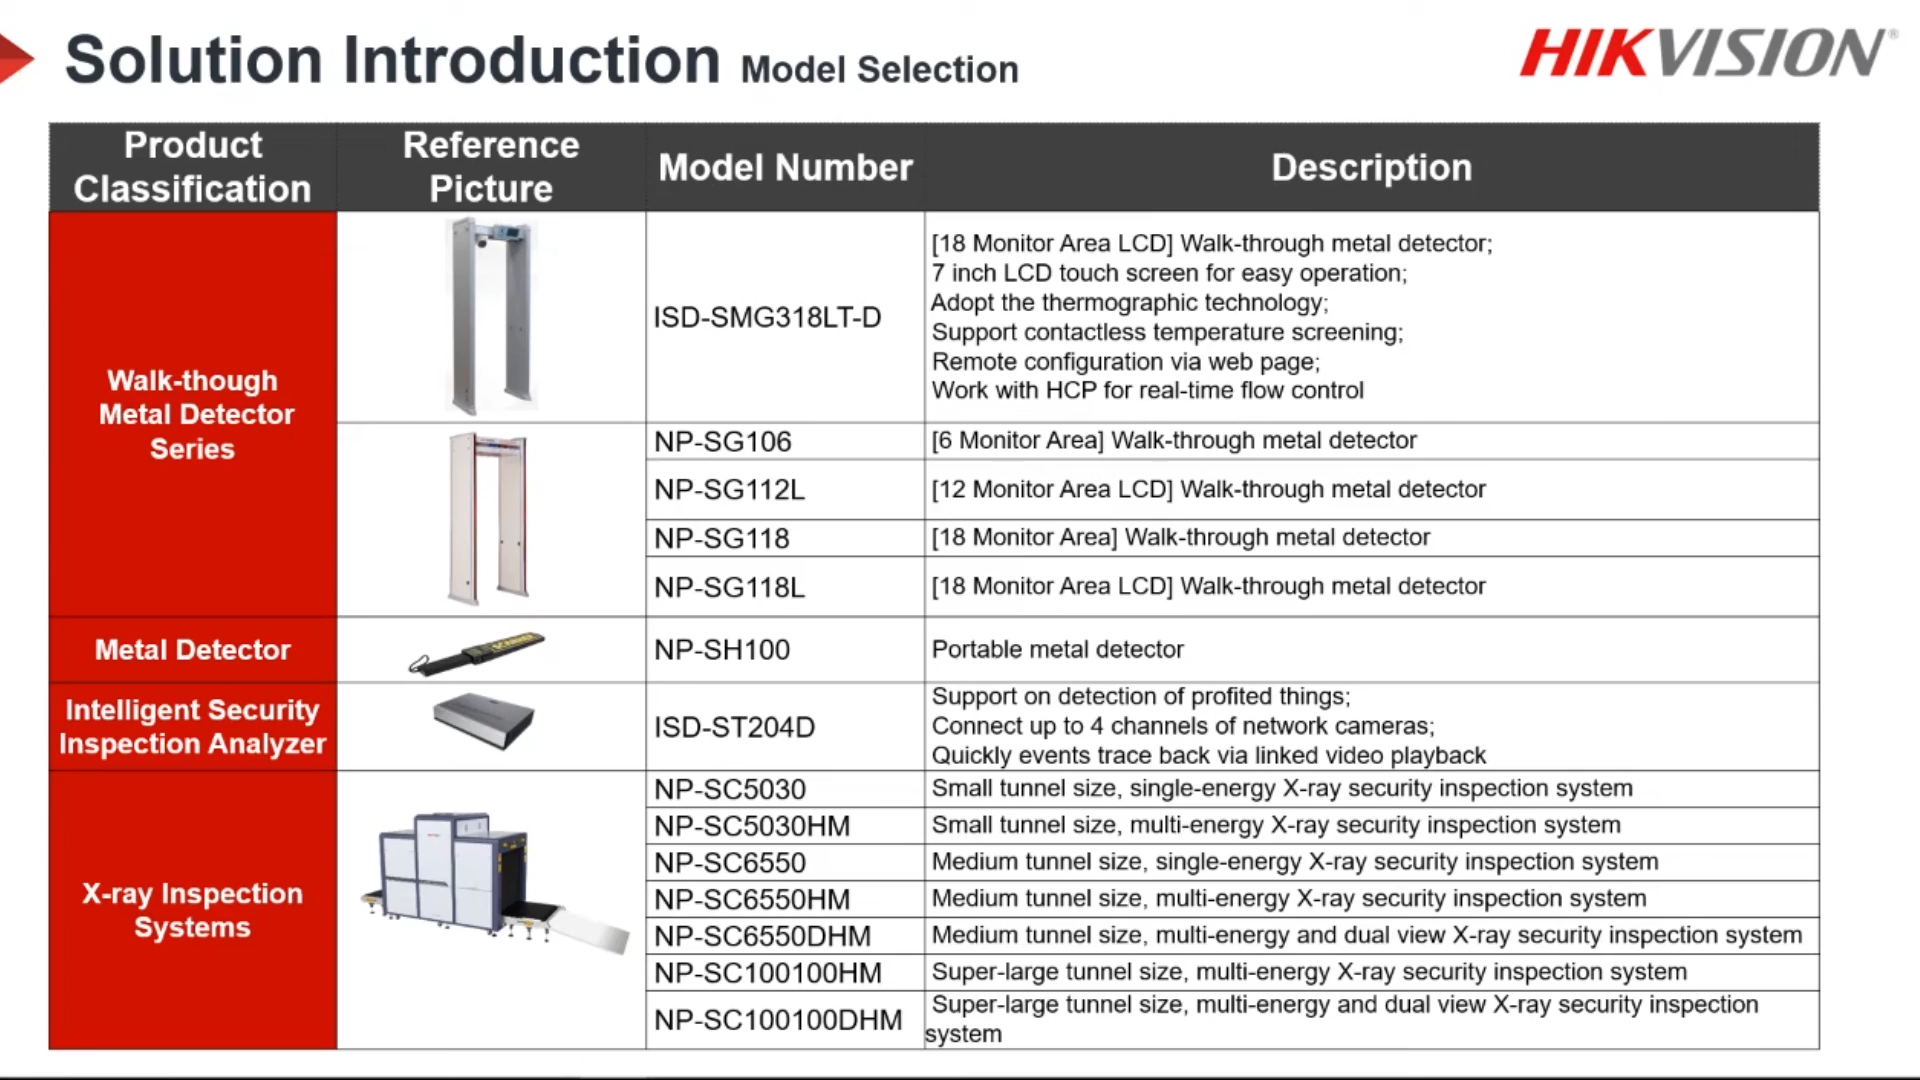 Solution Introduction Model Selection
HIKVISION®
Product
Classification
Reference
Picture
Model Number
Description
Walk-though
Metal Detector
Series
ISD-SMG318LT-D
[18 Monitor Area LCD] Walk-through metal detector;
7 inch LCD touch screen for easy operation;
Adopt the thermographic technology;
Support contactless temperature screening;
Remote configuration via web page;
Work with HCP for real-time flow control
NP-SG106
[6 Monitor Area] Walk-through metal detector
NP-SG112L
[12 Monitor Area LCD] Walk-through metal detector
NP-SG118
[18 Monitor Area] Walk-through metal detector
NP-SG118L
[18 Monitor Area LCD] Walk-through metal detector
Metal Detector
SCANNER
NP-SH100
Portable metal detector
Intelligent Security
Inspection Analyzer
ISD-ST204D
Support on detection of profited things;
Connect up to 4 channels of network cameras;
Quickly events trace back via linked video playback
X-ray Inspection
Systems
NP-SC5030
Small tunnel size, single-energy X-ray security inspection system
NP-SC5030HM
Small tunnel size, multi-energy X-ray security inspection system
NP-SC6550
Medium tunnel size, single-energy X-ray security inspection system
NP-SC6550HM
Medium tunnel size, multi-energy X-ray security inspection system
NP-SC6550DHM
Medium tunnel size, multi-energy and dual view X-ray security inspection system
NP-SC100100HM
Super-large tunnel size, multi-energy X-ray security inspection system
NP-SC100100DHM
Super-large tunnel size, multi-energy and dual view X-ray security inspection
system